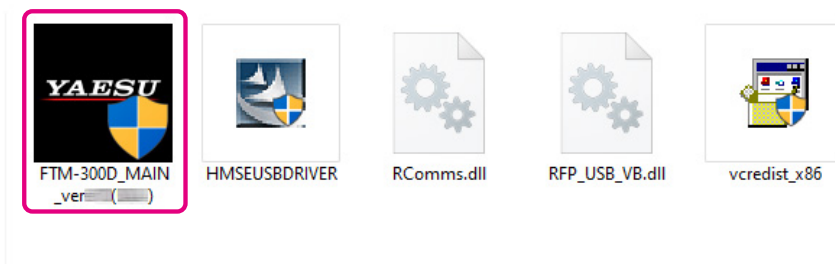 YAESU
FTM-300D_MAIN
_ver ( )
HMSEUSBDRIVER
RComms.dll
RFP_USB_VB.dll
vcredist_x86